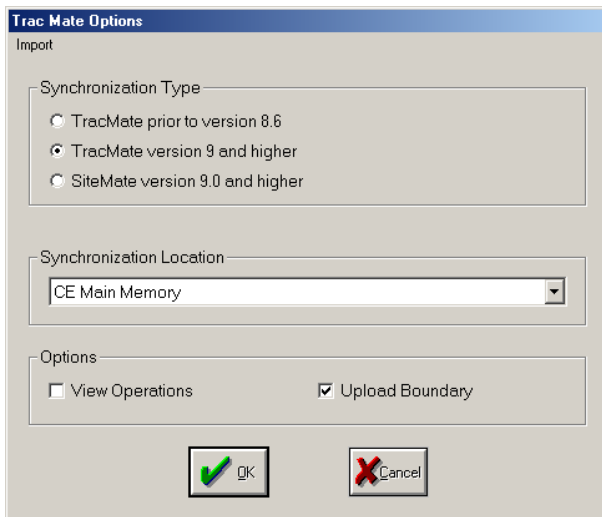 Trac Mate Options
Import
Synchronization Type
TracMate prior to version 8.6
TracMate version 9 and higher
SiteMate version 9.0 and higher
Synchronization Location
CE Main Memory
Options
View Operations Upload Boundary
OK Cancel